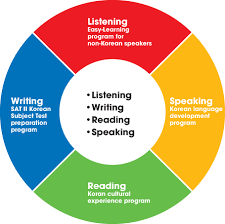 Listening
Easy-Learning
program for
non-Korean speakers
Writing
SAT II Korean
Subject Test
preparation
program
• Listening
• Writing
• Reading
• Speaking
Speaking
Korean language
development
program
Reading
Koran cultural
experience program